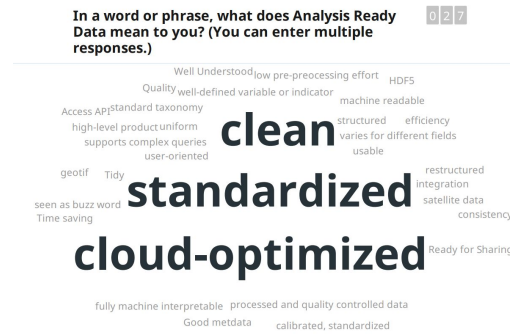 In a word or phrase, what does Analysis Ready
Data mean to you? (You can enter multiple
responses.)
0 2 7
Well Understood
low pre-preocessing effort
HDF5
Quality
well-defined variable or indicator
machine readable
Access API
standard taxonomy
clean
structured
efficiency
high-level product
uniform
varies for different fields
supports complex queries
usable
user-oriented
geotif
Tidy
standardized
restructured
integration
seen as buzz word
satellite data
Time saving
consistency
cloud-optimized
Ready for Sharing
fully machine interpretable
processed and quality controlled data
Good metdata
calibrated, standardized